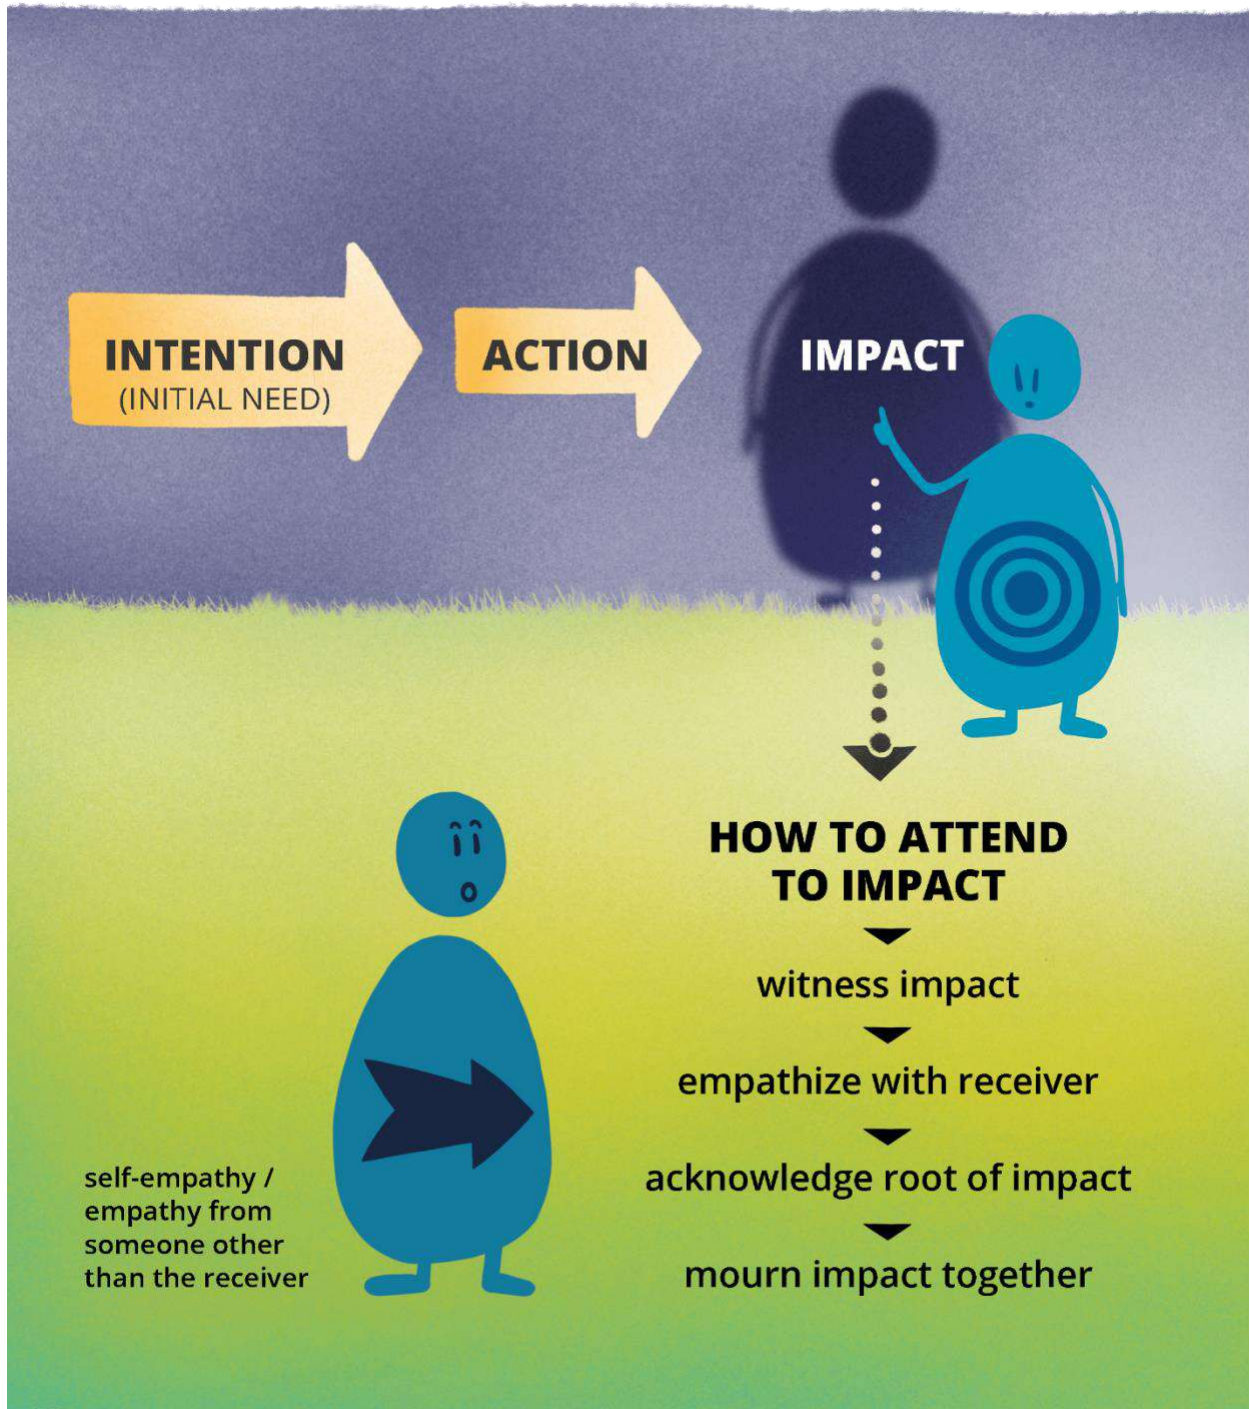 INTENTION
(INITIAL NEED)
ACTION
IMPACT
HOW TO ATTEND
TO IMPACT
witness impact
empathize with receiver
acknowledge root of impact
mourn impact together
self-empathy /
empathy from
someone other
than the receiver